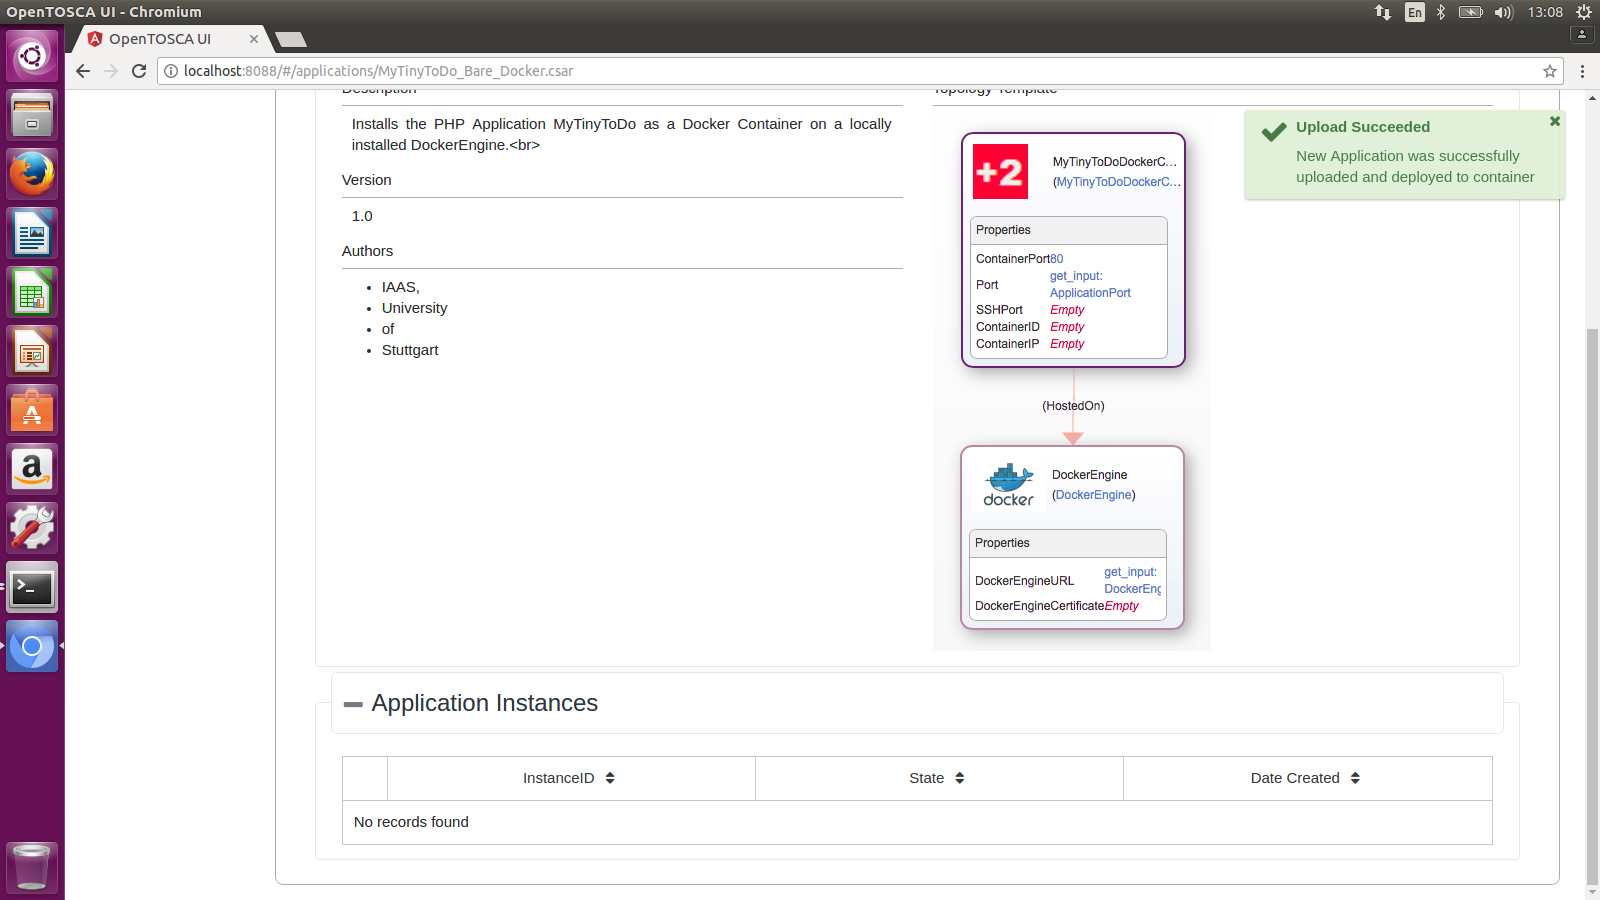 OpenTOSCA UI - Chromium
En
13:08
OpenTOSCA UI
localhost:8088/#/applications/MyTinyToDo_Bare_Docker.csar
Description
Installs the PHP Application MyTinyToDo as a Docker Container on a locally
installed DockerEngine.<br>
Version
1.0
Authors
IAAS,
University
of
Stuttgart
Topology Template
+2
MyTinyToDoDockerC...
(MyTinyToDoDockerC...
Properties
ContainerPort80
Port get_input: ApplicationPort
SSHPort Empty
ContainerID Empty
ContainerIP Empty
(HostedOn)
docker
DockerEngine
(DockerEngine)
Properties
DockerEngineURL get_input: DockerEng
DockerEngineCertificateEmpty
Upload Succeeded
New Application was successfully
uploaded and deployed to container
Application Instances
InstanceID State Date Created
No records found